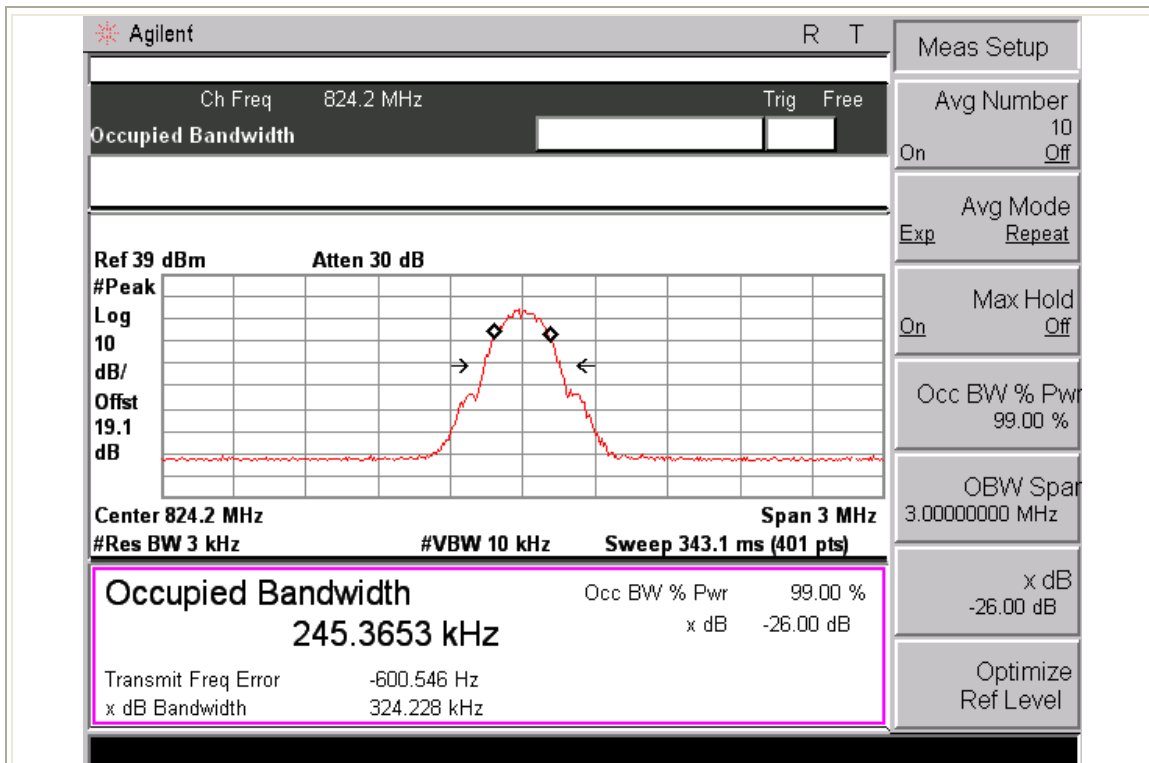 Agilent
R T
Ch Freq 824.2 MHz Trig Free
Occupied Bandwidth
Ref 39 dBm Atten 30 dB
#Peak
Log
10
dB/
Offst
19.1
dB
Center 824.2 MHz Span 3 MHz
#Res BW 3 kHz #VBW 10 kHz Sweep 343.1 ms (401 pts)
Occupied Bandwidth
245.3653 kHz
Occ BW % Pwr 99.00 %
x dB -26.00 dB
Transmit Freq Error -600.546 Hz
x dB Bandwidth 324.228 kHz
Meas Setup
Avg Number
10
On Off
Avg Mode
Exp Repeat
Max Hold
On Off
Occ BW % Pwr
99.00 %
OBW Span
3.00000000 MHz
x dB
-26.00 dB
Optimize
Ref Level